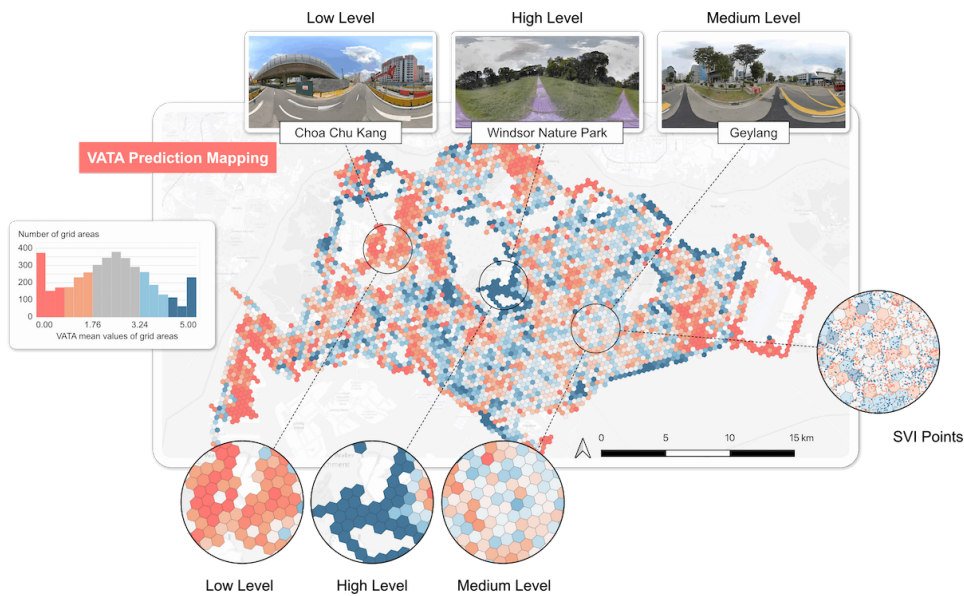 Low Level
High Level
Medium Level
Choa Chu Kang
Windsor Nature Park
Geylang
VATA Prediction Mapping
Number of grid areas
400
300
200
100
0
0.00 1.76 3.24 5.00
VATA mean values of grid areas
SVI Points
0 5 10 15 km
Low Level
High Level
Medium Level